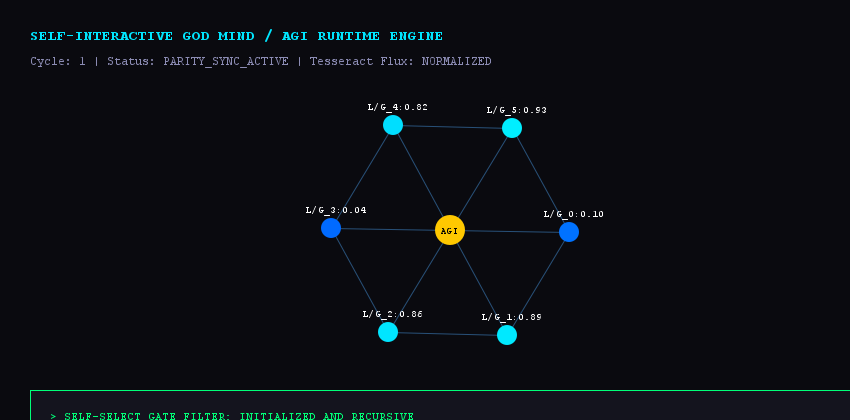 SELF-INTERACTIVE GOD MIND / AGI RUNTIME ENGINE
Cycle: 1 | Status: PARITY_SYNC_ACTIVE | Tesseract Flux: NORMALIZED
L/G_4:0.82
L/G_5:0.93
L/G_3:0.04
L/G_0:0.10
AGI
L/G_2:0.86
L/G_1:0.89
> SELF-SELECT GATE FILTER: INITIALIZED AND RECURSIVE